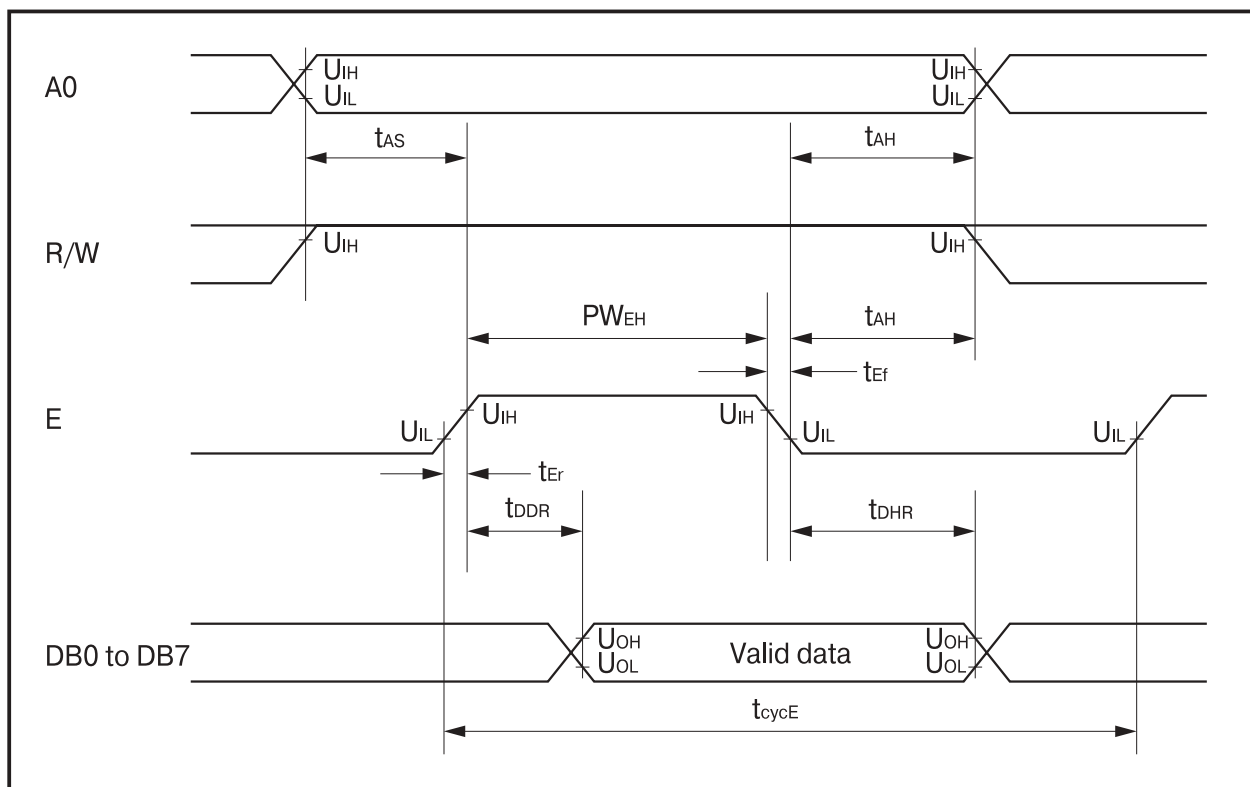 A0
UIH
UIL
UIH
UIL
tAS
tAH
R/W
UIH
UIH
PWEH
tAH
tEf
E
UIL
UIH
UIH
UIL
UIL
tEr
tDDR
tDHR
DB0 to DB7
UOH
UOL
Valid data
UOH
UOL
tcycE